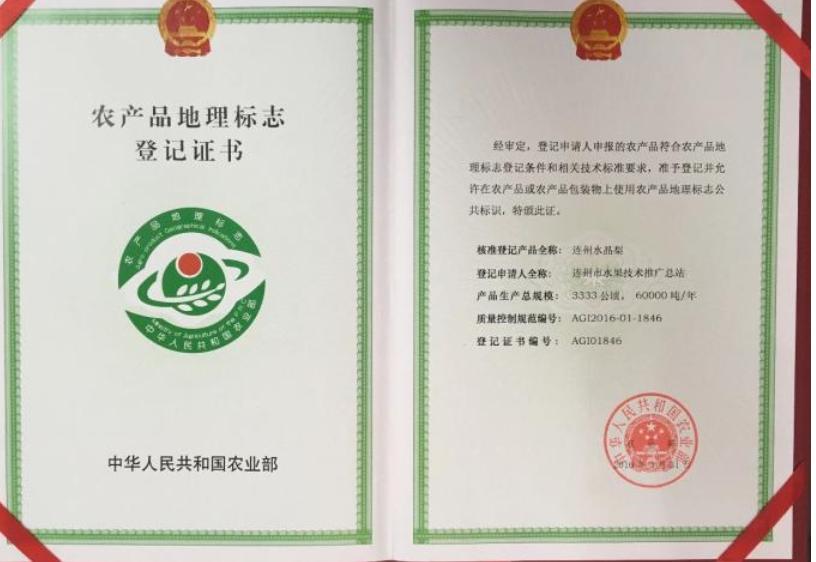 农产品地理标志
登记证书
农产品地理标志
Agro-product Geographical Indications
Ministry of Agriculture of the P.R.C
中华人民共和国农业部
中华人民共和国农业部
经审定，登记申请人申报的农产品符合农产品地
理标志登记条件和相关技术标准要求，准予登记并允
许在农产品或农产品包装物上使用农产品地理标志公
共标识，特颁此证。
核准登记产品全称： 连州水晶梨
登记申请人全称： 连州市水果技术推广总站
产品生产总规模： 3333公顷， 60000吨/年
质量控制规范编号： AGI2016-01-1846
登记证书编号： AGI01846
中华人民共和国农业部